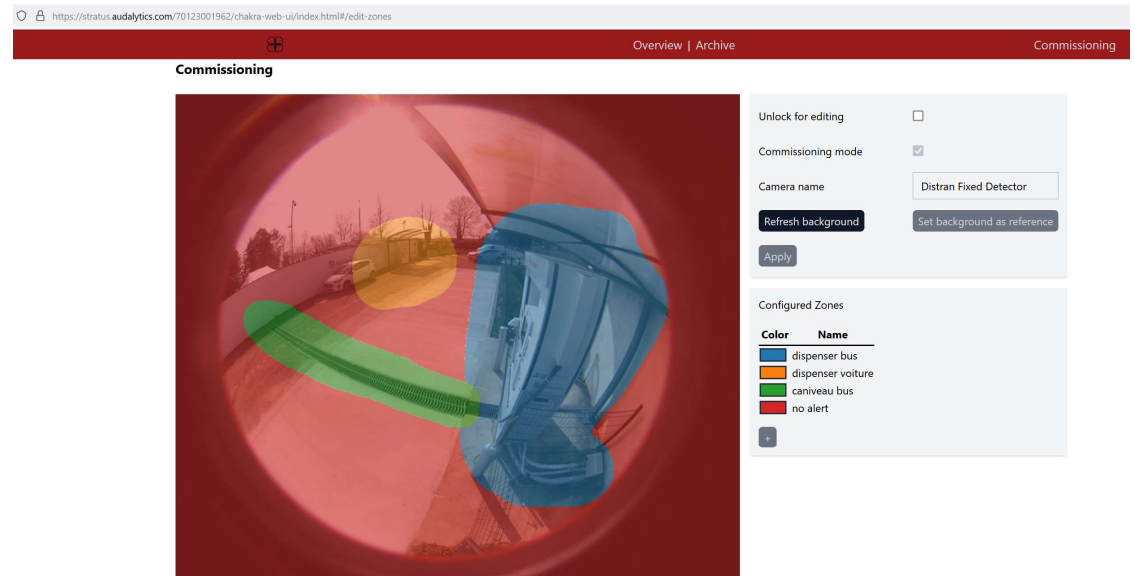 https://stratus.audalytics.com/70123001962/chakra-web-ui/index.html#/edit-zones
Overview | Archive
Commissioning
Commissioning
Unlock for editing
Commissioning mode
Camera name
Distran Fixed Detector
Refresh background
Set background as reference
Apply
Configured Zones
Color Name
dispenser bus
dispenser voiture
caniveau bus
no alert
+